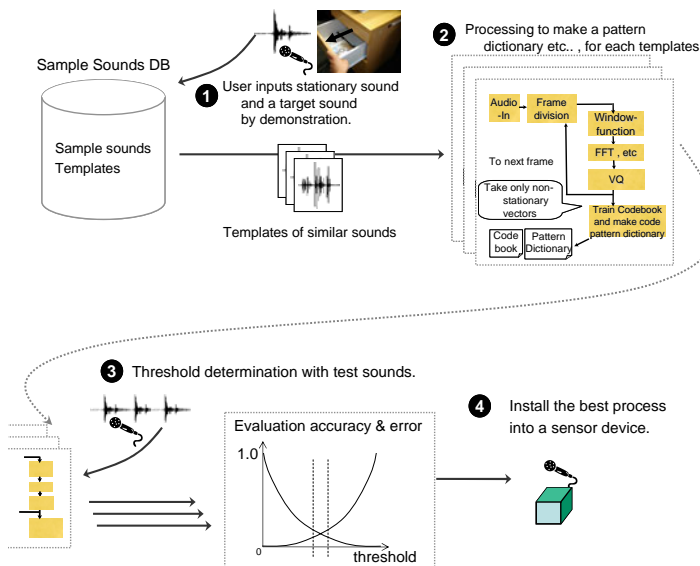 Sample Sounds DB
Sample sounds
Templates
1 User inputs stationary sound
and a target sound
by demonstration.
Templates of similar sounds
2 Processing to make a pattern
dictionary etc.. , for each templates
Audio
-In
Frame
division
Window-
function
FFT , etc
VQ
To next frame
Take only non-
stationary
vectors
Train Codebook
and make code
pattern dictionary
Code
book
Pattern
Dictionary
3 Threshold determination with test sounds.
Evaluation accuracy & error
1.0
0
threshold
4 Install the best process
into a sensor device.